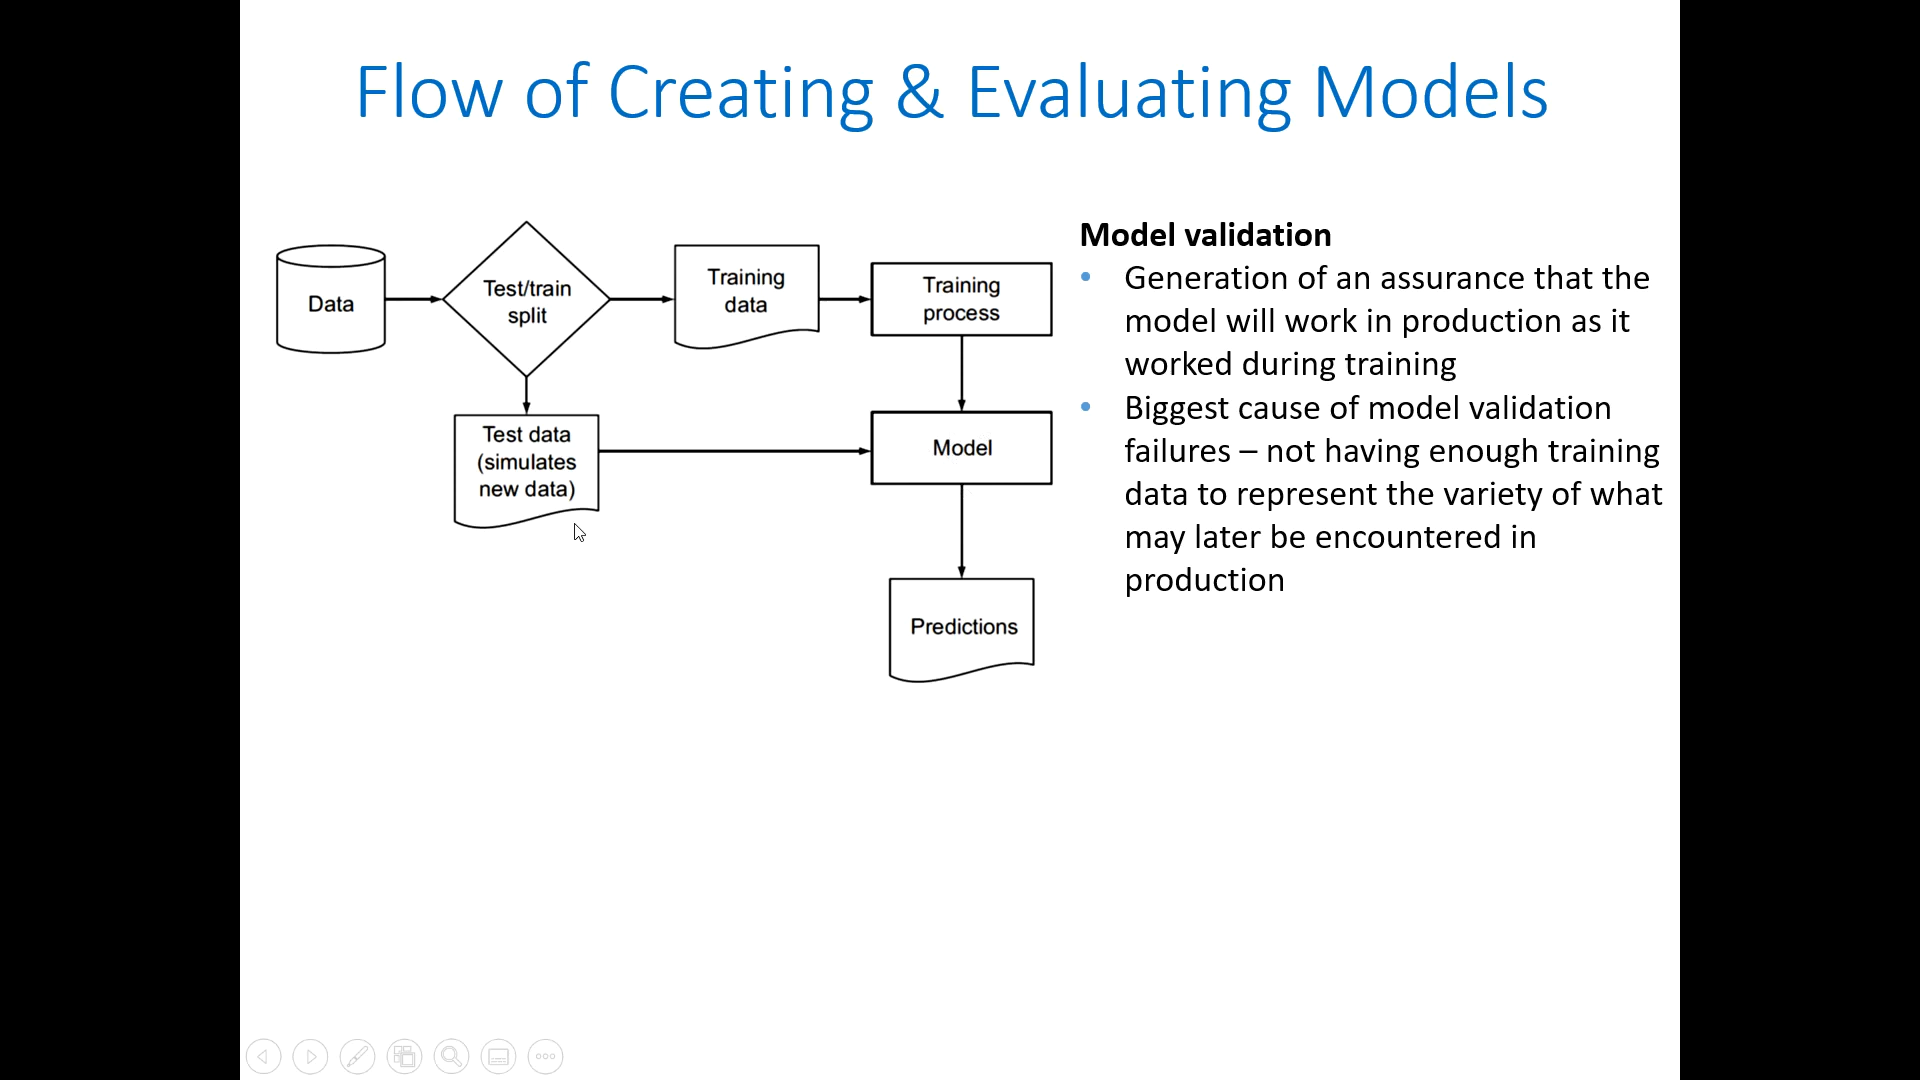 Flow of Creating & Evaluating Models
Data
Test/train
split
Training
data
Training
process
Test data
(simulates
new data)
Model
Predictions
Model validation
• Generation of an assurance that the
model will work in production as it
worked during training
• Biggest cause of model validation
failures – not having enough training
data to represent the variety of what
may later be encountered in
production